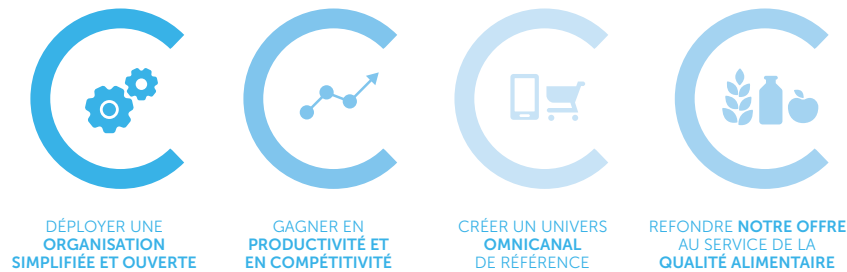 DÉPLOYER UNE
ORGANISATION
SIMPLIFIÉE ET OUVERTE
GAGNER EN
PRODUCTIVITÉ ET
EN COMPÉTITIVITÉ
CRÉER UN UNIVERS
OMNICANAL
DE RÉFÉRENCE
REFONDRE NOTRE OFFRE
AU SERVICE DE LA
QUALITÉ ALIMENTAIRE